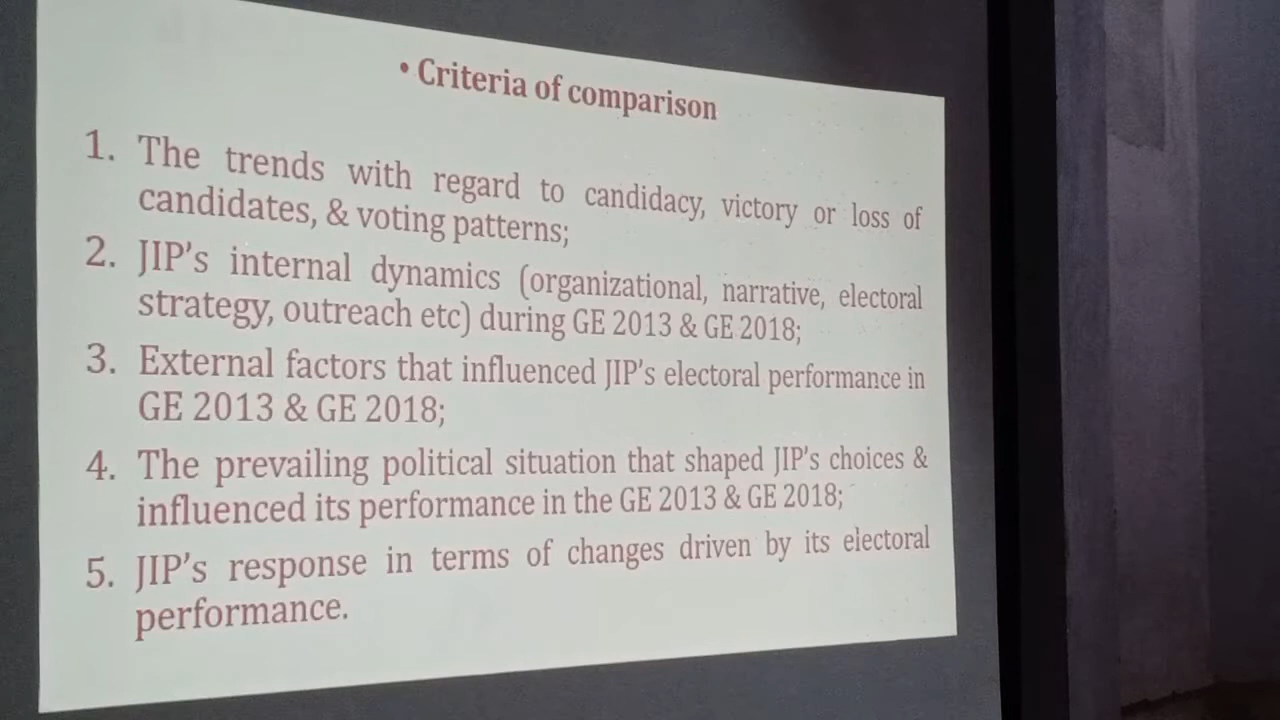 • Criteria of comparison
1. The trends with regard to candidacy, victory or loss of
candidates, & voting patterns;
2. JIP's internal dynamics (organizational, narrative, electoral
strategy, outreach etc) during GE 2013 & GE 2018;
3. External factors that influenced JIP's electoral performance in
GE 2013 & GE 2018;
4. The prevailing political situation that shaped JIP's choices &
influenced its performance in the GE 2013 & GE 2018;
5. JIP's response in terms of changes driven by its electoral
performance.